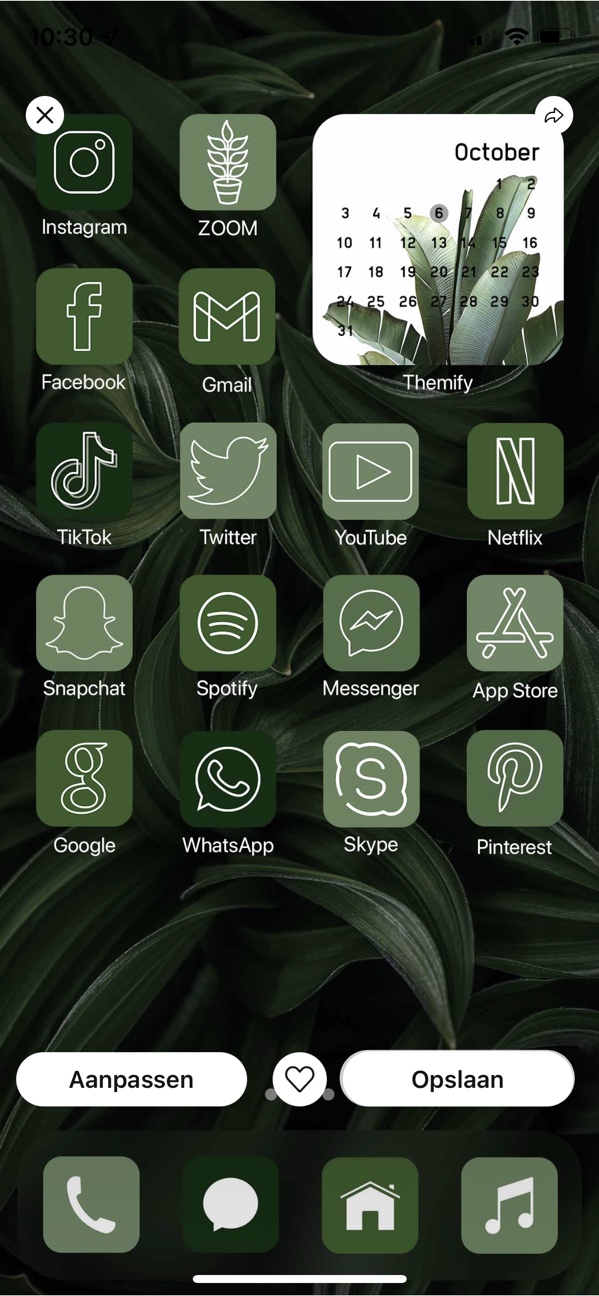 10:30
Instagram
ZOOM
October
1 2
3 4 5 6 7 8 9
10 11 12 13 14 15 16
17 18 19 20 21 22 23
24 25 26 27 28 29 30
31
Themify
Facebook
Gmail
TikTok
Twitter
YouTube
Netflix
Snapchat
Spotify
Messenger
App Store
Google
WhatsApp
Skype
Pinterest
Aanpassen
Opslaan